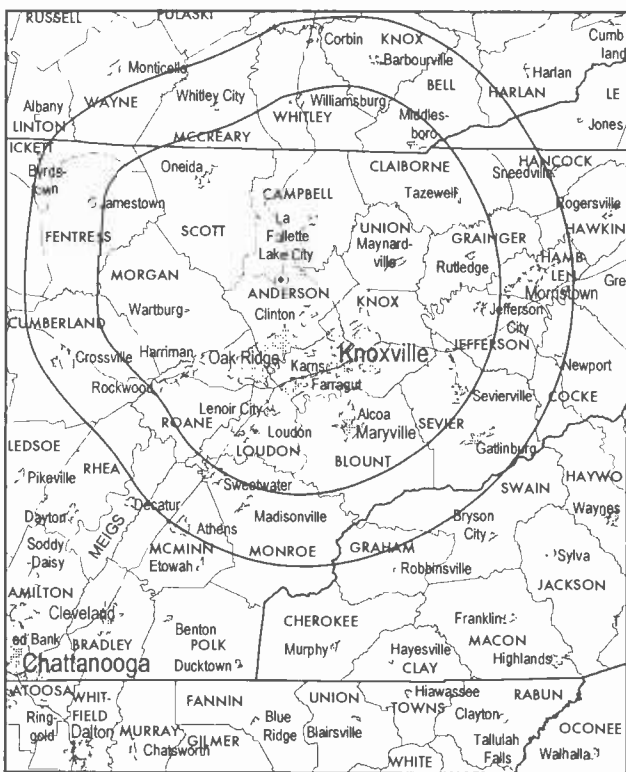 RUSSELL
PULASKI
Corbin
KNOX
Cumb
land
Monticello
Barbourville
BELL
Harlan
HARLAN
Albany
WAYNE
Whitley City
Williamsburg
WHITLEY
LE
LINTON
MCCREARY
Middles-
boro
Jones
ICKETT
Byrds-
town
Oneida
CLAIBORNE
HANCOCK
Sneedville
Jamestown
CAMPBELL
Tazewell
Rogersville
FENTRESS
SCOTT
La
Follette
Lake City
UNION
Maynard-
ville
GRAINGER
HAWKIN
Rutledge
HAMB
LEN
MORGAN
ANDERSON
KNOX
Morristown
Gre
Wartburg
Clinton
Jefferson
City
CUMBERLAND
Crossville
Harriman
Oak Ridge
Karns
Knoxville
JEFFERSON
Newport
Rockwood
Farragut
Sevierville
COCKE
ROANE
Lenoir City
Alcoa
Maryville
SEVIER
LEDSOE
Loudon
LOUDON
Gatlinburg
RHEA
BLOUNT
Pikeville
Sweetwater
SWAIN
HAYWO
Decatur
Madisonville
Waynes
Dayton
MEIGS
Athens
Bryson
City
Soddy
-Daisy
MCMINN
Etowah
MONROE
GRAHAM
Robbinsville
Sylva
JACKSON
AMILTON
Cleveland
CHEROKEE
Franklin
ed Bank
BRADLEY
Benton
POLK
Murphy
Hayesville
CLAY
MACON
Highlands
Chattanooga
Ducktown
ATOOSA
WHIT-
FIELD
FANNIN
UNION
Hiawassee
TOWNS
RABUN
Ring-
gold
Dalton
MURRAY
Chatsworth
GILMER
Blue
Ridge
Blairsville
Clayton
Tallulah
Falls
OCONEE
Walhalla
WHITE